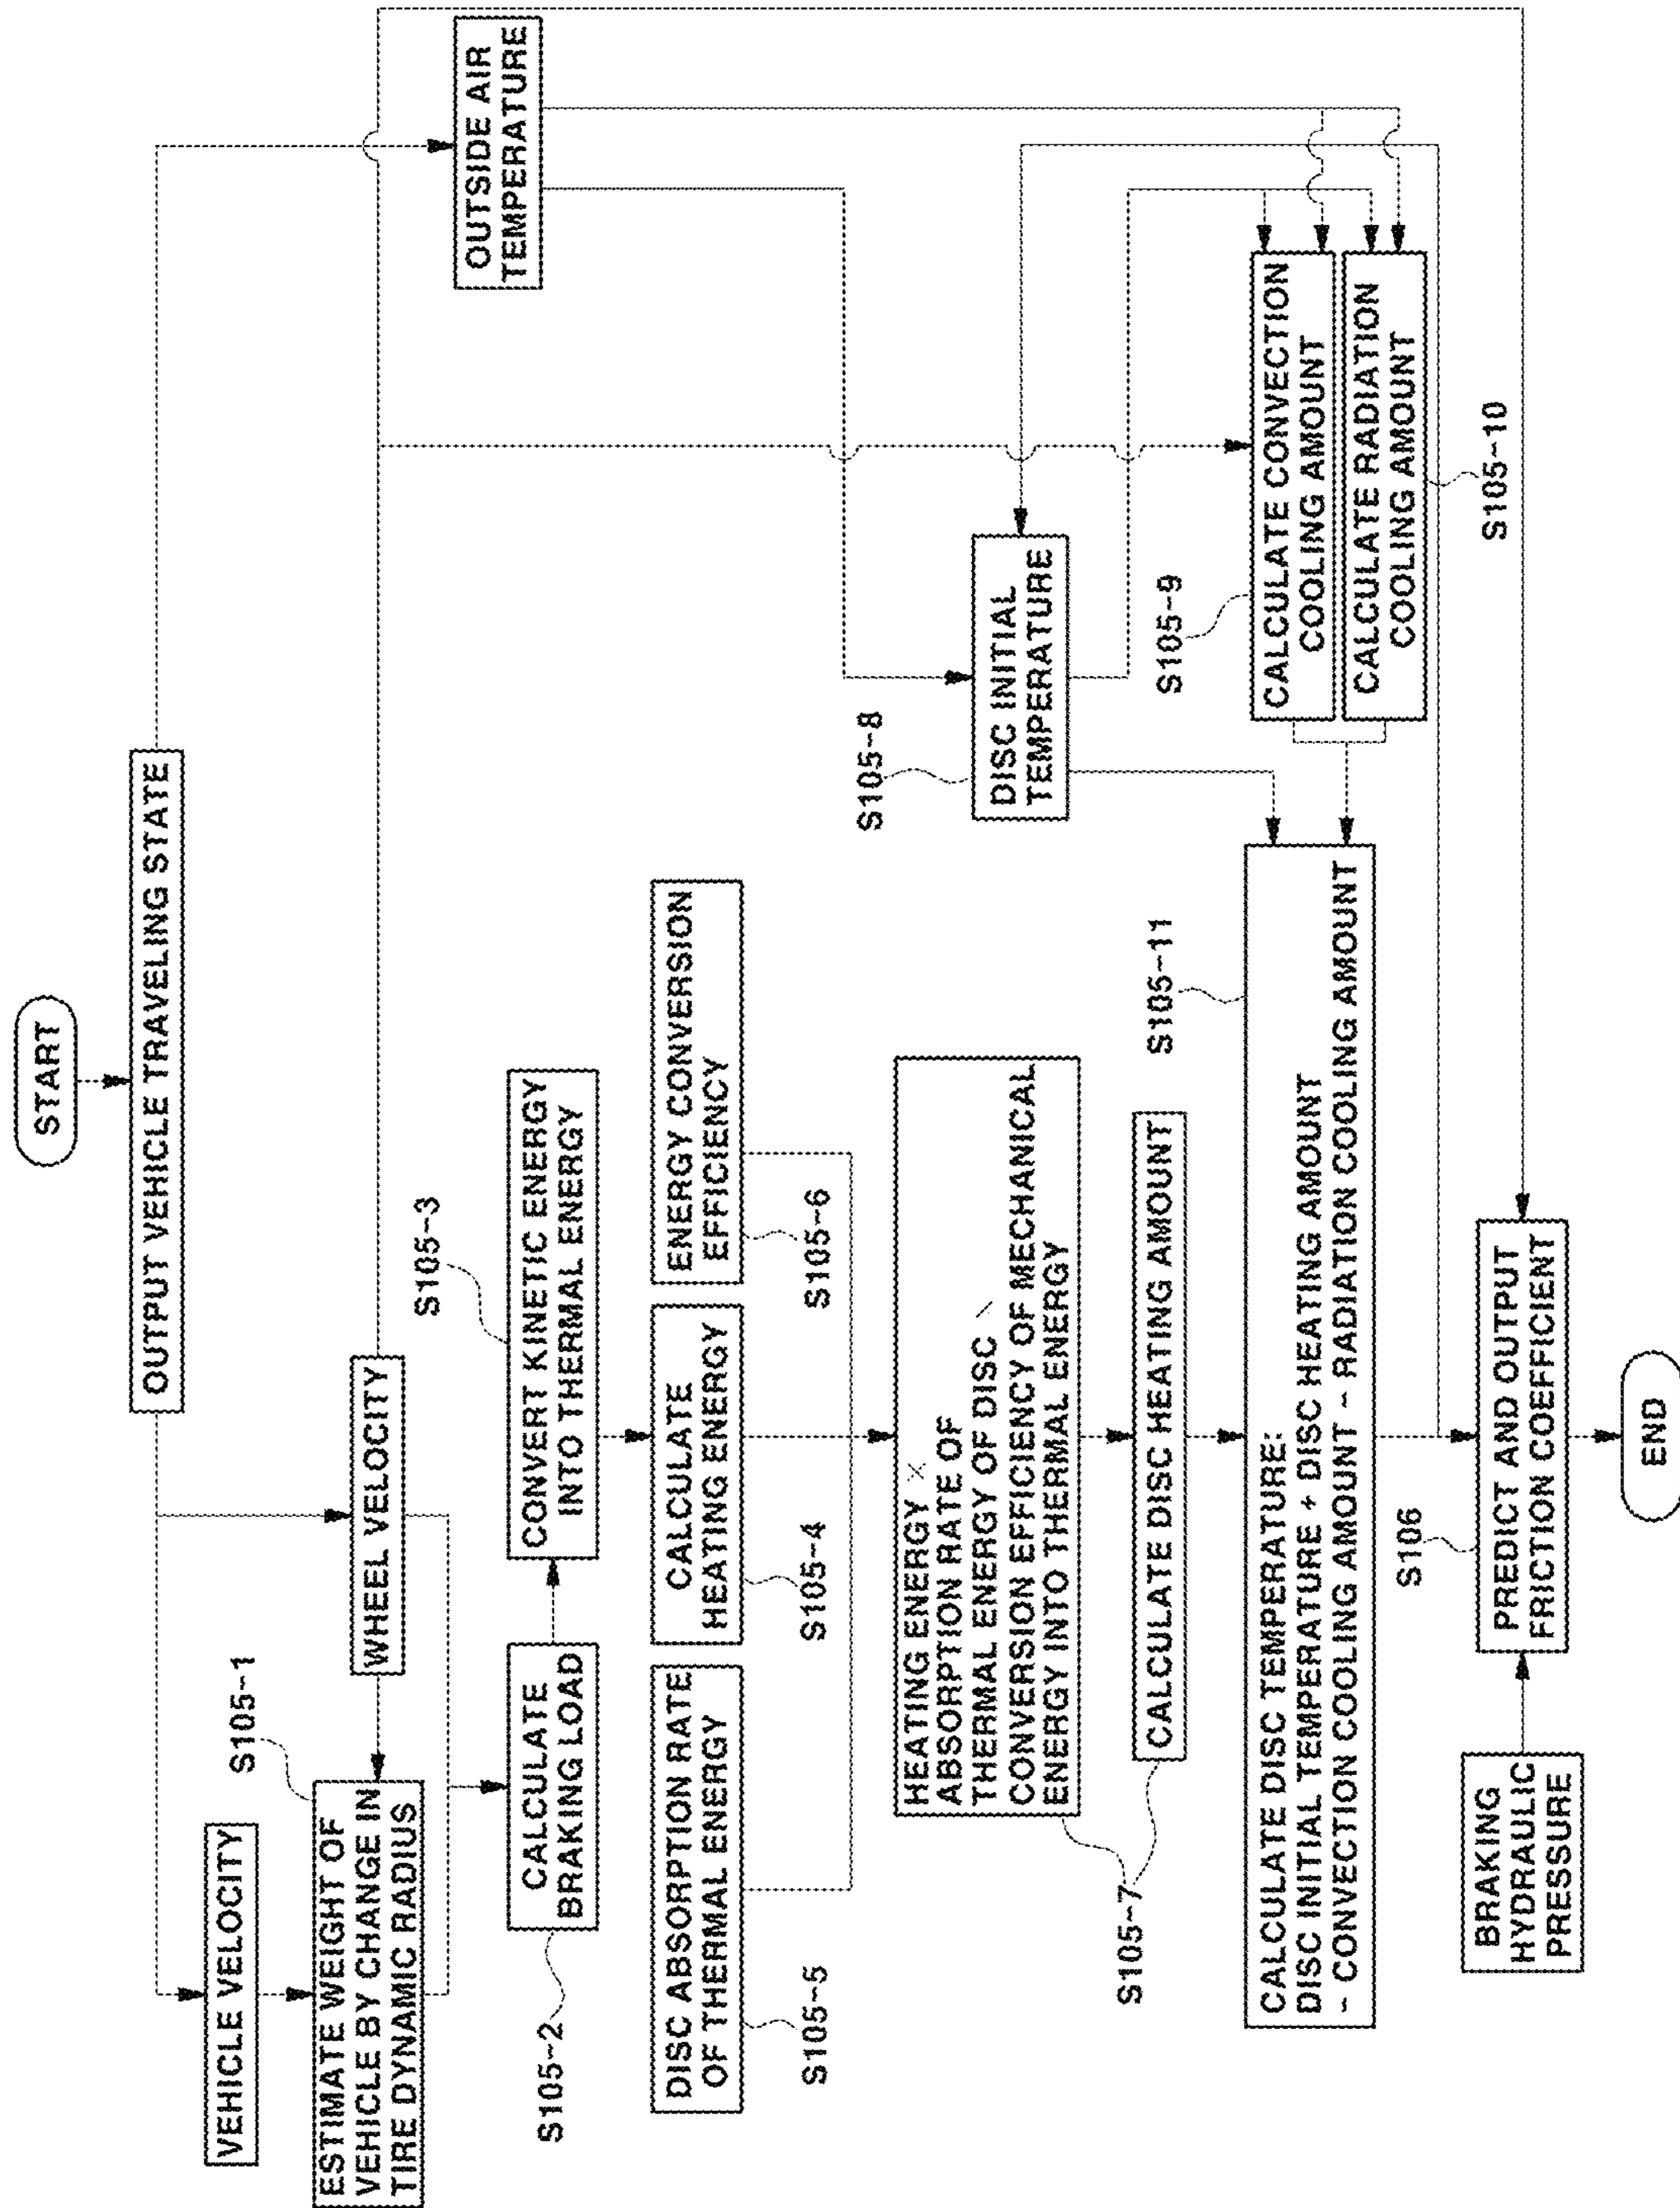 START
OUTPUT VEHICLE TRAVELING STATE
VEHICLE VELOCITY
S105-1
ESTIMATE WEIGHT OF
VEHICLE BY CHANGE IN
TIRE DYNAMIC RADIUS
WHEEL VELOCITY
OUTSIDE AIR
TEMPERATURE
S105-2
CALCULATE
BRAKING LOAD
S105-3
CONVERT KINETIC ENERGY
INTO THERMAL ENERGY
S105-5
DISC ABSORPTION RATE
OF THERMAL ENERGY
S105-4
CALCULATE
HEATING ENERGY
S105-6
ENERGY CONVERSION
EFFICIENCY
S105-7
HEATING ENERGY ×
ABSORPTION RATE OF
THERMAL ENERGY OF DISC /
CONVERSION EFFICIENCY OF MECHANICAL
ENERGY INTO THERMAL ENERGY
CALCULATE DISC HEATING AMOUNT
S105-8
DISC INITIAL
TEMPERATURE
S105-9
CALCULATE CONVECTION
COOLING AMOUNT
CALCULATE RADIATION
COOLING AMOUNT
S105-10
S105-11
CALCULATE DISC TEMPERATURE:
DISC INITIAL TEMPERATURE + DISC HEATING AMOUNT
- CONVECTION COOLING AMOUNT - RADIATION COOLING AMOUNT
S106
BRAKING
HYDRAULIC
PRESSURE
PREDICT AND OUTPUT
FRICTION COEFFICIENT
END